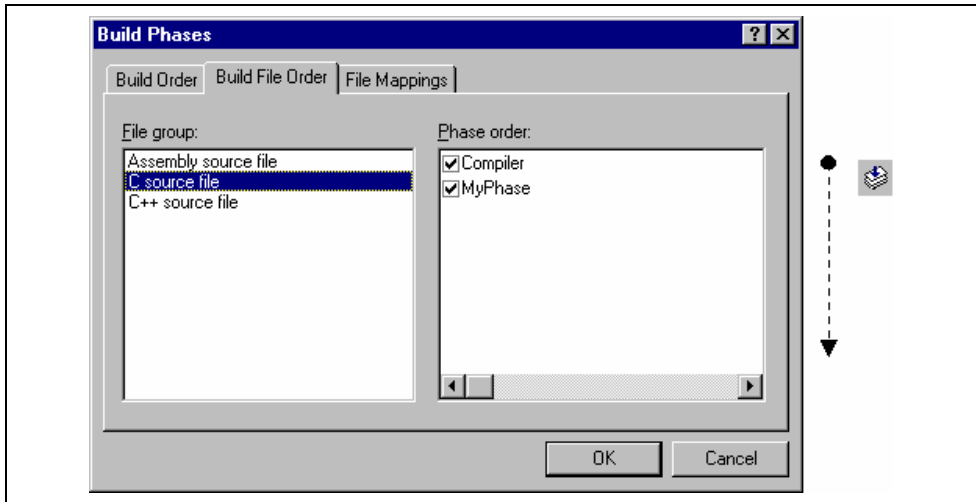 Build Phases
Build Order Build File Order File Mappings
File group:
Assembly source file
C source file
C++ source file
Phase order:
Compiler
MyPhase
OK Cancel